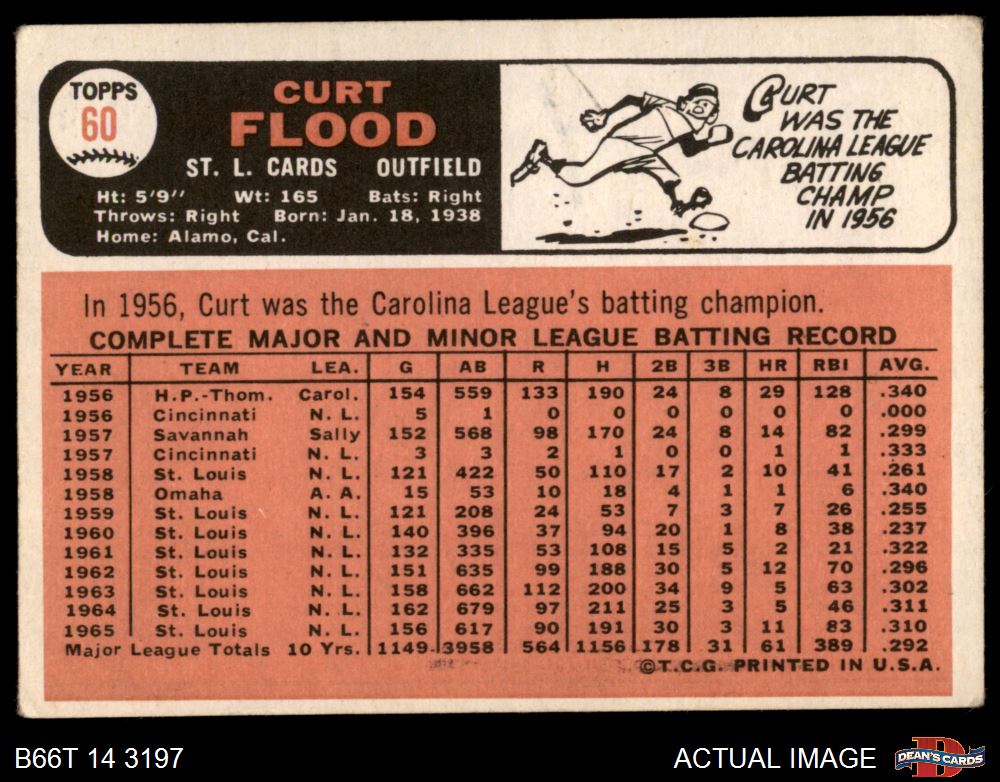 TOPPS
60
CURT
FLOOD
ST. L. CARDS OUTFIELD
Ht: 5'9" Wt: 165 Bats: Right
Throws: Right Born: Jan. 18, 1938
Home: Alamo, Cal.
CURT
WAS THE
CAROLINA LEAGUE
BATTING
CHAMP
IN 1956
In 1956, Curt was the Carolina League's batting champion.
COMPLETE MAJOR AND MINOR LEAGUE BATTING RECORD
YEAR TEAM LEA. G AB R H 2B 3B HR RBI AVG.
1956 H.P.-Thom. Carol. 154 559 133 190 24 8 29 128 .340
1956 Cincinnati N. L. 5 1 0 0 0 0 0 0 .000
1957 Savannah Sally 152 568 98 170 24 8 14 82 .299
1957 Cincinnati N. L. 3 3 2 1 0 0 1 1 .333
1958 St. Louis N. L. 121 422 50 110 17 2 10 41 .261
1958 Omaha A. A. 15 53 10 18 4 1 1 6 .340
1959 St. Louis N. L. 121 208 24 53 7 3 7 26 .255
1960 St. Louis N. L. 140 396 37 94 20 1 8 38 .237
1961 St. Louis N. L. 132 335 53 108 15 5 2 21 .322
1962 St. Louis N. L. 151 635 99 188 30 5 12 70 .296
1963 St. Louis N. L. 158 662 112 200 34 9 5 63 .302
1964 St. Louis N. L. 162 679 97 211 25 3 5 46 .311
1965 St. Louis N. L. 156 617 90 191 30 3 11 83 .310
Major League Totals 10 Yrs. 1149 3958 564 1156 178 31 61 389 .292
©T.C.G. PRINTED IN U.S.A.
B66T 14 3197
ACTUAL IMAGE
D
DEAN'S CARDS